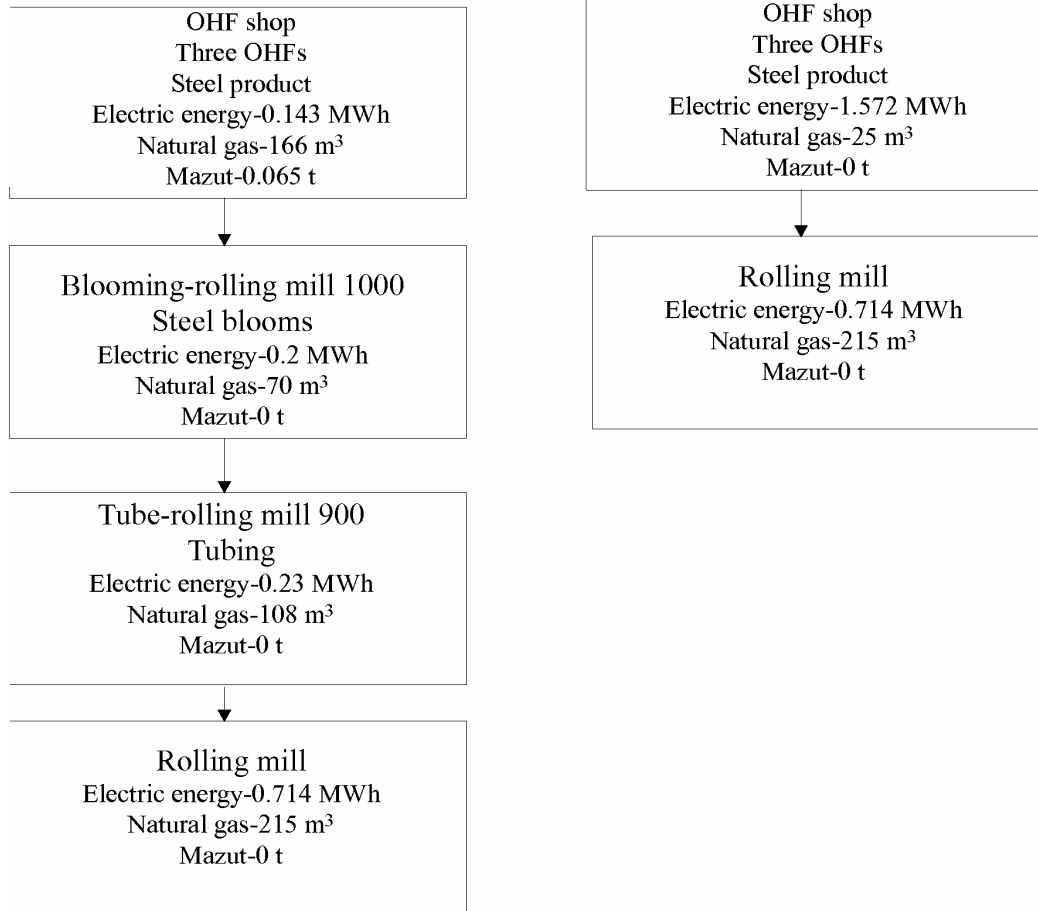 OHF shop
Three OHFs
Steel product
Electric energy-0.143 MWh
Natural gas-166 m³
Mazut-0.065 t
Blooming-rolling mill 1000
Steel blooms
Electric energy-0.2 MWh
Natural gas-70 m³
Mazut-0 t
Tube-rolling mill 900
Tubing
Electric energy-0.23 MWh
Natural gas-108 m³
Mazut-0 t
Rolling mill
Electric energy-0.714 MWh
Natural gas-215 m³
Mazut-0 t
OHF shop
Three OHFs
Steel product
Electric energy-1.572 MWh
Natural gas-25 m³
Mazut-0 t
Rolling mill
Electric energy-0.714 MWh
Natural gas-215 m³
Mazut-0 t